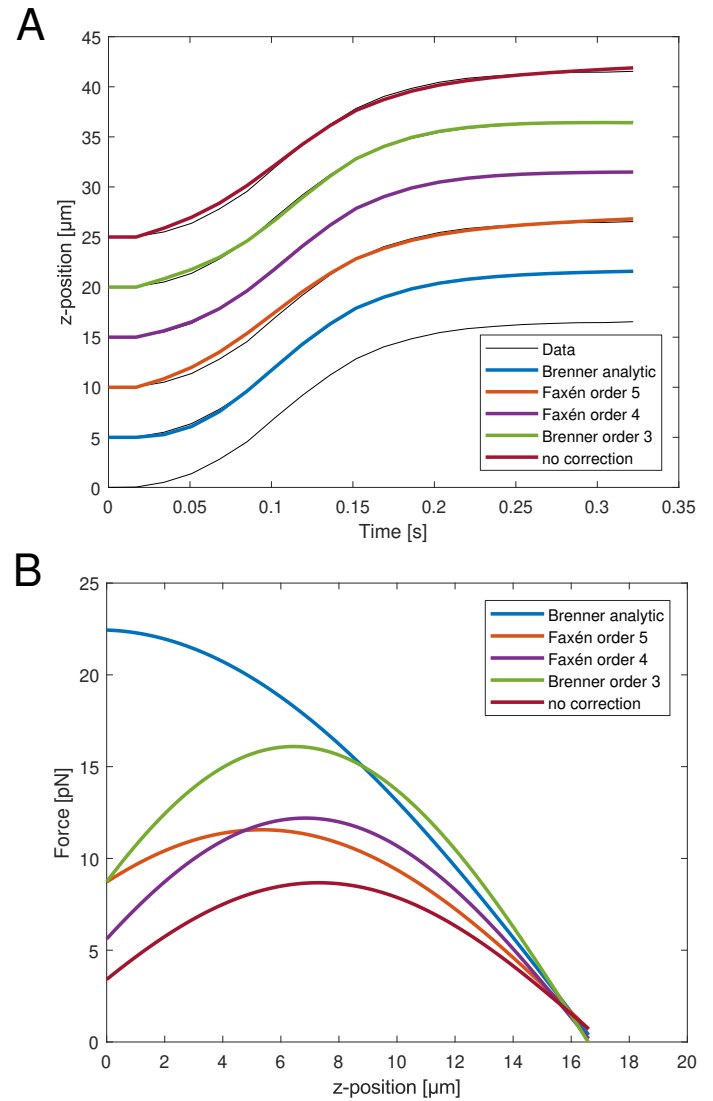 A
45
40
35
30
25
20
15
10
5
0
z-position [µm]
Data
Brenner analytic
Faxén order 5
Faxén order 4
Brenner order 3
no correction
0 0.05 0.1 0.15 0.2 0.25 0.3 0.35
Time [s]
B
25
20
15
10
5
0
Force [pN]
Brenner analytic
Faxén order 5
Faxén order 4
Brenner order 3
no correction
0 2 4 6 8 10 12 14 16 18 20
z-position [µm]